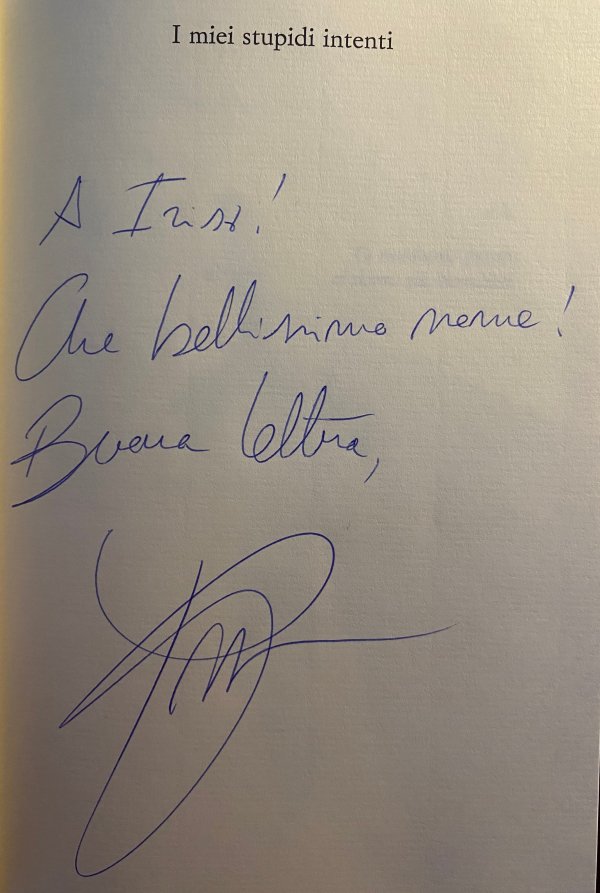 I miei stupidi intenti
A Iris!
Che bellissimo nome!
Buona lettura,